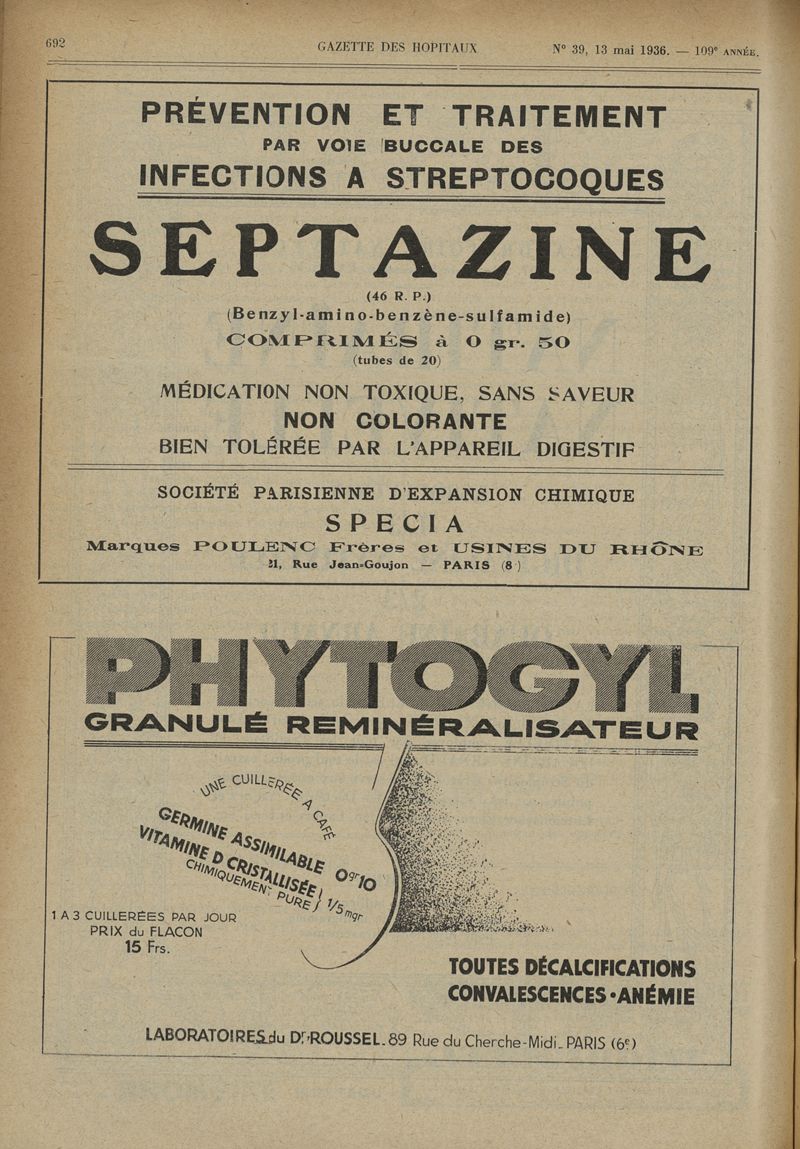 692
GAZETTE DES HOPITAUX
N° 39, 13 mai 1936. — 109e ANNÉE.
PRÉVENTION ET TRAITEMENT
PAR VOIE BUCCALE DES
INFECTIONS A STREPTOCOQUES
SEPTAZINE
(46 R. P.)
(Benzyl-amino-benzène-sulfamide)
COMPRIMÉS à 0 gr. 50
(tubes de 20)
MÉDICATION NON TOXIQUE, SANS SAVEUR
NON COLORANTE
BIEN TOLÉRÉE PAR L'APPAREIL DIGESTIF
SOCIÉTÉ PARISIENNE D'EXPANSION CHIMIQUE
SPECIA
Marques POULENC Frères et USINES DU RHÔNE
21, Rue Jean-Goujon — PARIS (8e)
PHYTOGYL
GRANULÉ REMINÉRALISATEUR
UNE CUILLERÉE A CAFÉ
GERMINE ASSIMILABLE 0gr10
VITAMINE D CRISTALLISÉE
CHIMIQUEMENT PURE 1/5 mgr
1 A 3 CUILLERÉES PAR JOUR
PRIX du FLACON
15 Frs.
TOUTES DÉCALCIFICATIONS
CONVALESCENCES • ANÉMIE
LABORATOIRES du Dr ROUSSEL. 89 Rue du Cherche-Midi_ PARIS (6e)